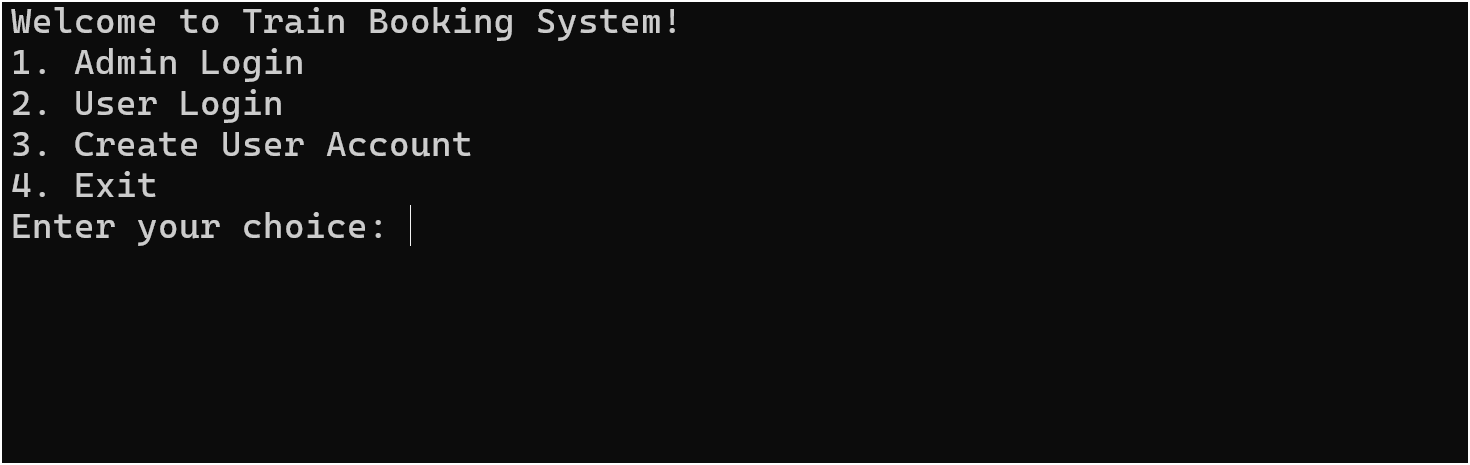 Welcome to Train Booking System!
1. Admin Login
2. User Login
3. Create User Account
4. Exit
Enter your choice: